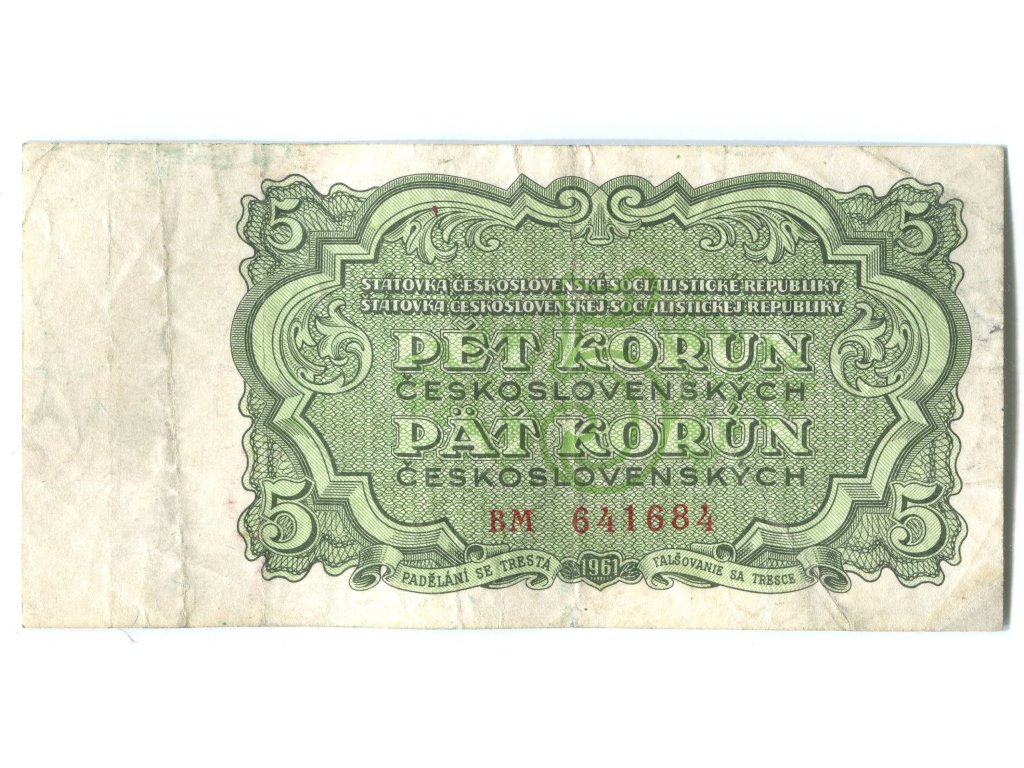 5 5
STÁTOVKA ČESKOSLOVENSKÉ SOCIALISTICKÉ REPUBLIKY
ŠTÁTOVKA ČESKOSLOVENSKEJ SOCIALISTICKEJ REPUBLIKY
PĚT KORUN
ČESKOSLOVENSKÝCH
PÄŤ KORÚN
ČESKOSLOVENSKÝCH
5 5
BM 641684
PADĚLÁNÍ SE TRESTÁ 1961 FALŠOVANIE SA TRESCE